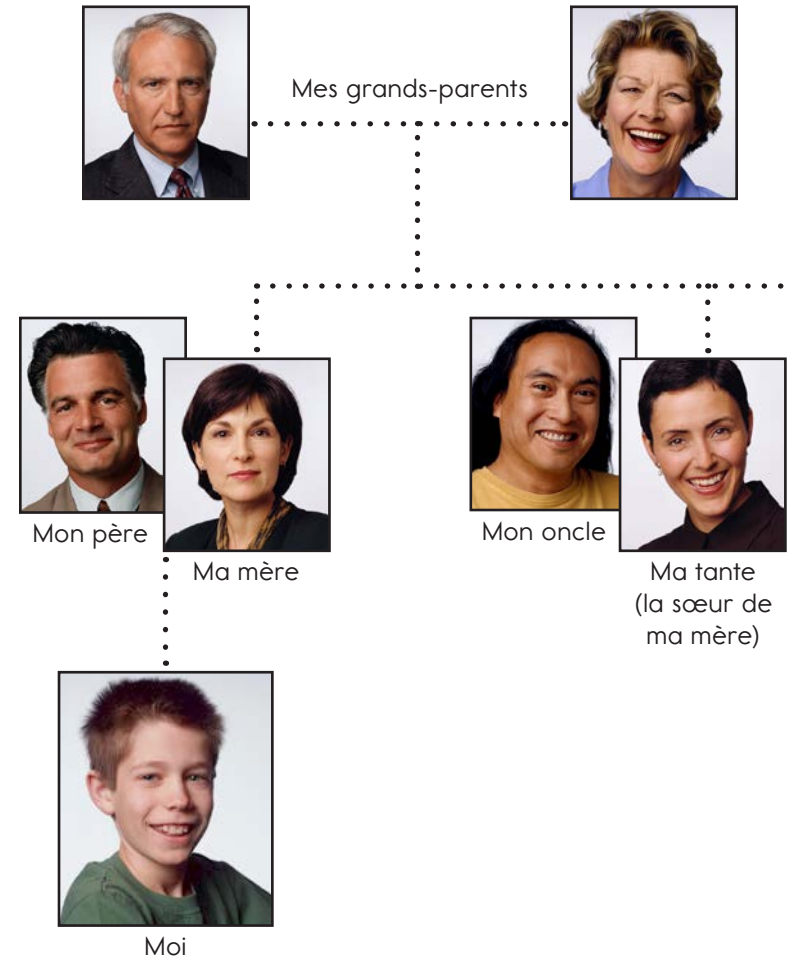 Mes grands-parents
Mon père
Ma mère
Mon oncle
Ma tante
(la sœur de
ma mère)
Moi